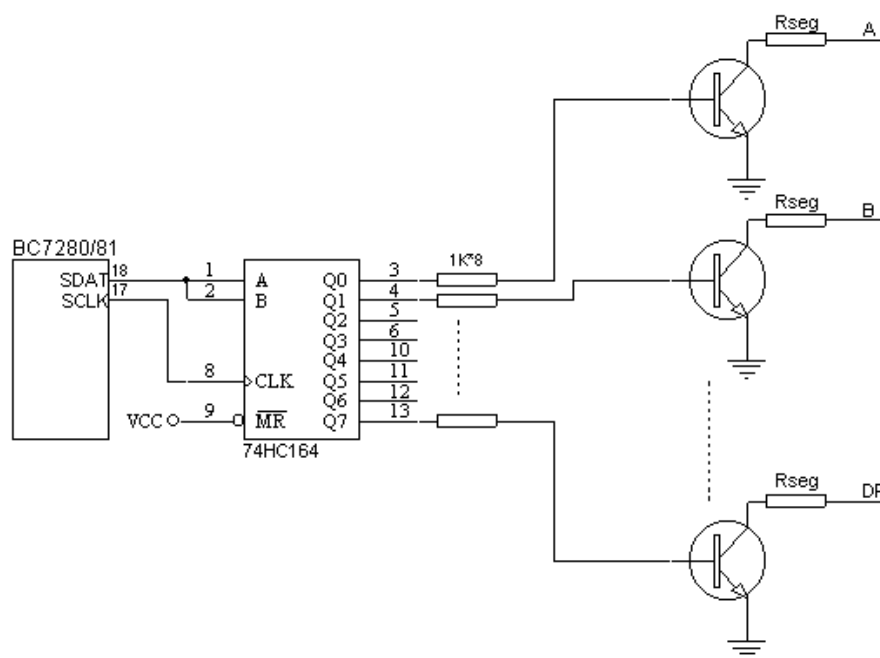 Rseg
A
Rseg
B
BC7280/81
SDAT
18
SCLK
17
1
A
2
B
8
CLK
VCC
9
MR
Q0
3
Q1
4
Q2
5
Q3
6
Q4
10
Q5
11
Q6
12
Q7
13
74HC164
1K*8
Rseg
DP